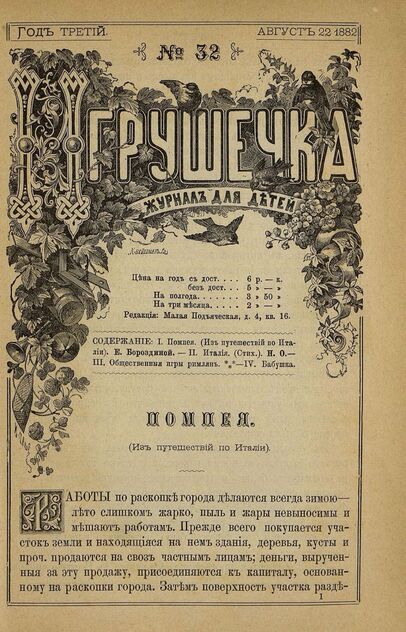 Годъ третій.
Августъ 22 1882
№ 32
Игрушечка
Журналъ для дѣтей
Цѣна на годъ съ дост. . . . 6 р. — к.
безъ дост. . . . 5 » — »
На полгода. . . . . . . . 3 » 50 »
На три мѣсяца. . . . . . 2 » — »
Редакція: Малая Подъяческая, д. 4, кв. 16.
СОДЕРЖАНІЕ: I. Помпея. (Изъ путешествій по Ита-
ліи). Е. Бороздиной. — II. Италія. (Стих.). Н. О. —
III. Общественныя игры римлянъ. *** — IV. Бабушка.
ПОМПЕЯ.
(Изъ путешествій по Италіи).
РАБОТЫ по раскопкѣ города дѣлаются всегда зимою—
лѣто слишкомъ жарко, пыль и жары невыносимы и
мѣшаютъ работамъ. Прежде всего покупается уча-
стокъ земли и находящіяся на немъ зданія, деревья, кусты и
проч. продаются на свозъ частнымъ лицамъ; деньги, выручен-
ныя за эту продажу, присоединяются къ капиталу, основан-
ному на раскопки города. Затѣмъ поверхность участка раздѣ-
1